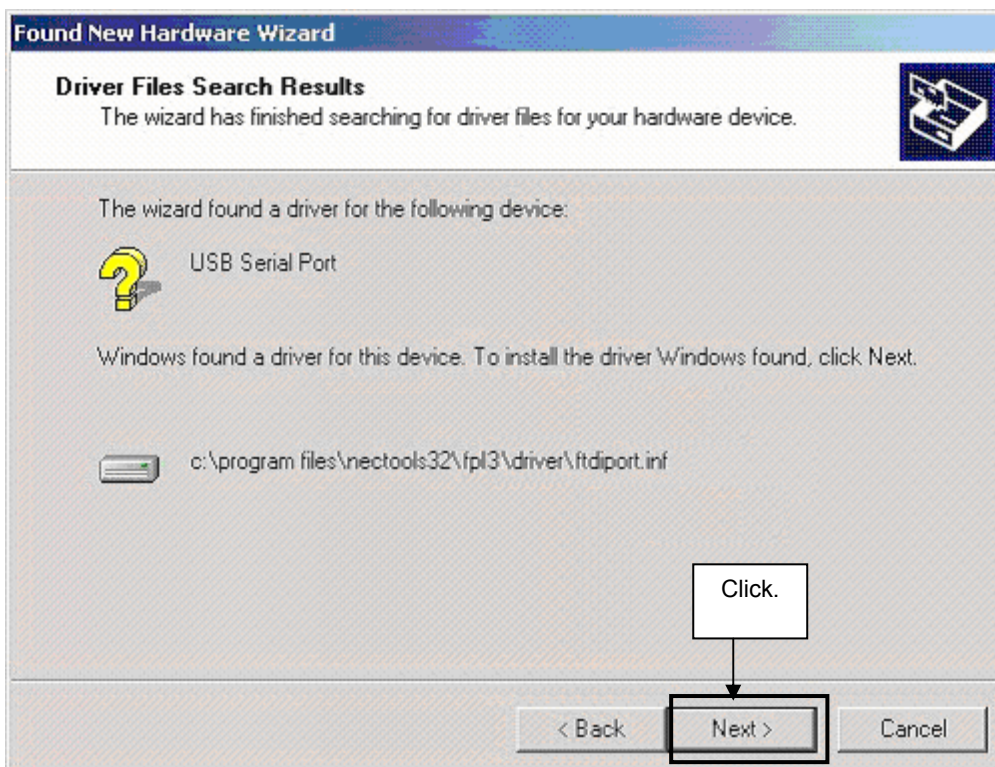 Found New Hardware Wizard
Driver Files Search Results
The wizard has finished searching for driver files for your hardware device.
The wizard found a driver for the following device:
USB Serial Port
Windows found a driver for this device. To install the driver Windows found, click Next.
c:\program files\nectools32\fpl3\driver\ftdiport.inf
Click.
< Back
Next >
Cancel